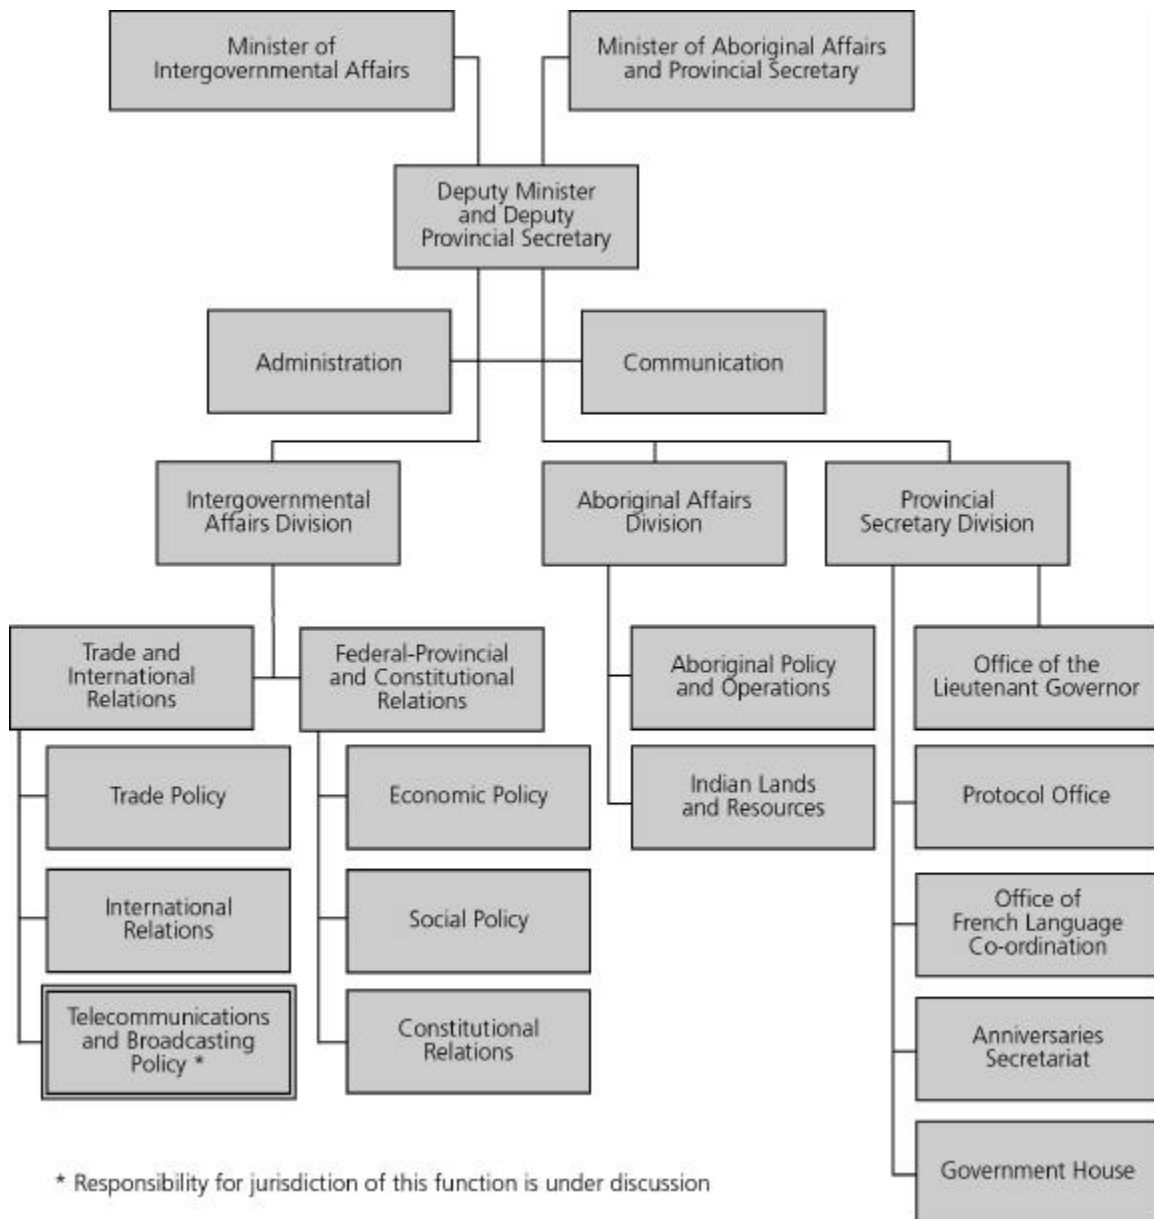 Minister of
Intergovernmental Affairs
Minister of Aboriginal Affairs
and Provincial Secretary
Deputy Minister
and Deputy
Provincial Secretary
Administration
Communication
Intergovernmental
Affairs Division
Aboriginal Affairs
Division
Provincial
Secretary Division
Trade and
International
Relations
Federal-Provincial
and Constitutional
Relations
Aboriginal Policy
and Operations
Office of the
Lieutenant Governor
Trade Policy
Economic Policy
Indian Lands
and Resources
Protocol Office
International
Relations
Social Policy
Office of
French Language
Co-ordination
Telecommunications
and Broadcasting
Policy *
Constitutional
Relations
Anniversaries
Secretariat
Government House
* Responsibility for jurisdiction of this function is under discussion